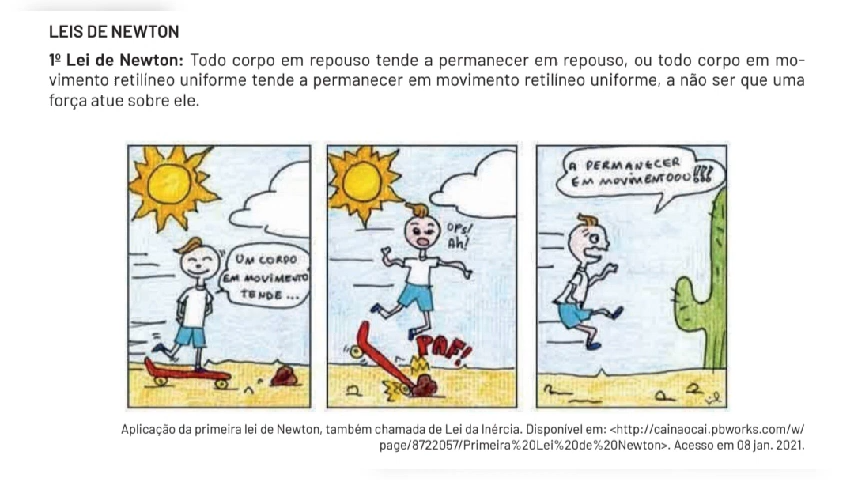 LEIS DE NEWTON
1º Lei de Newton: Todo corpo em repouso tende a permanecer em repouso, ou todo corpo em mo-
vimento retilíneo uniforme tende a permanecer em movimento retilíneo uniforme, a não ser que uma
força atue sobre ele.
UM CORPO
EM MOVIMENTO
TENDE...
OPS!
AH!
PAF!
A PERMANECER
EM MOVIMENTOOO!!!
Aplicação da primeira lei de Newton, também chamada de Lei da Inércia. Disponível em: <http://cainaocai.pbworks.com/w/
page/8722057/Primeira%20Lei%20de%20Newton>. Acesso em 08 jan. 2021.